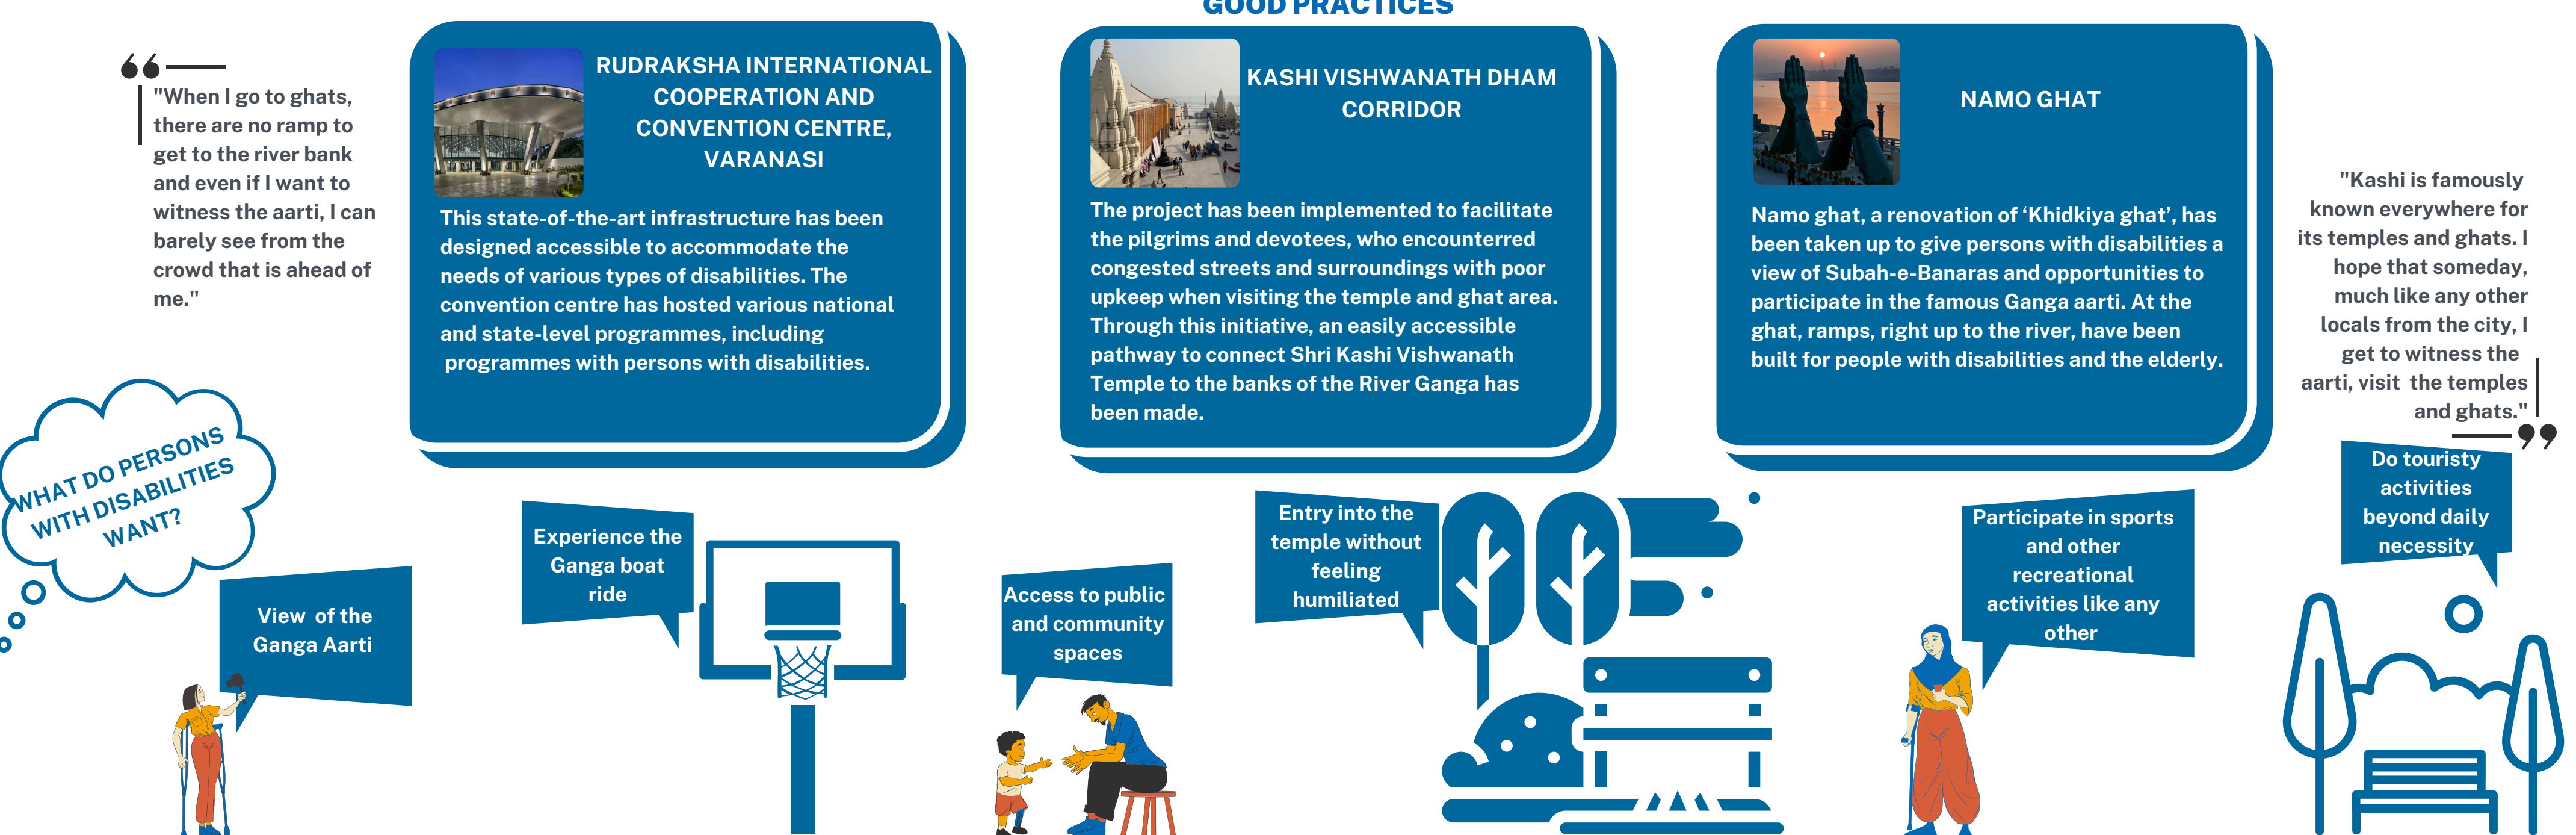 GOOD PRACTICES
"When I go to ghats,
there are no ramp to
get to the river bank
and even if I want to
witness the aarti, I can
barely see from the
crowd that is ahead of
me."
RUDRAKSHA INTERNATIONAL
COOPERATION AND
CONVENTION CENTRE,
VARANASI
This state-of-the-art infrastructure has been
designed accessible to accommodate the
needs of various types of disabilities. The
convention centre has hosted various national
and state-level programmes, including
programmes with persons with disabilities.
KASHI VISHWANATH DHAM
CORRIDOR
The project has been implemented to facilitate
the pilgrims and devotees, who encounterred
congested streets and surroundings with poor
upkeep when visiting the temple and ghat area.
Through this initiative, an easily accessible
pathway to connect Shri Kashi Vishwanath
Temple to the banks of the River Ganga has
been made.
NAMO GHAT
Namo ghat, a renovation of ‘Khidkiya ghat’, has
been taken up to give persons with disabilities a
view of Subah-e-Banaras and opportunities to
participate in the famous Ganga aarti. At the
ghat, ramps, right up to the river, have been
built for people with disabilities and the elderly.
"Kashi is famously
known everywhere for
its temples and ghats. I
hope that someday,
much like any other
locals from the city, I
get to witness the
aarti, visit the temples
and ghats."
WHAT DO PERSONS
WITH DISABILITIES
WANT?
View of the
Ganga Aarti
Experience the
Ganga boat
ride
Access to public
and community
spaces
Entry into the
temple without
feeling
humiliated
Participate in sports
and other
recreational
activities like any
other
Do touristy
activities
beyond daily
necessity